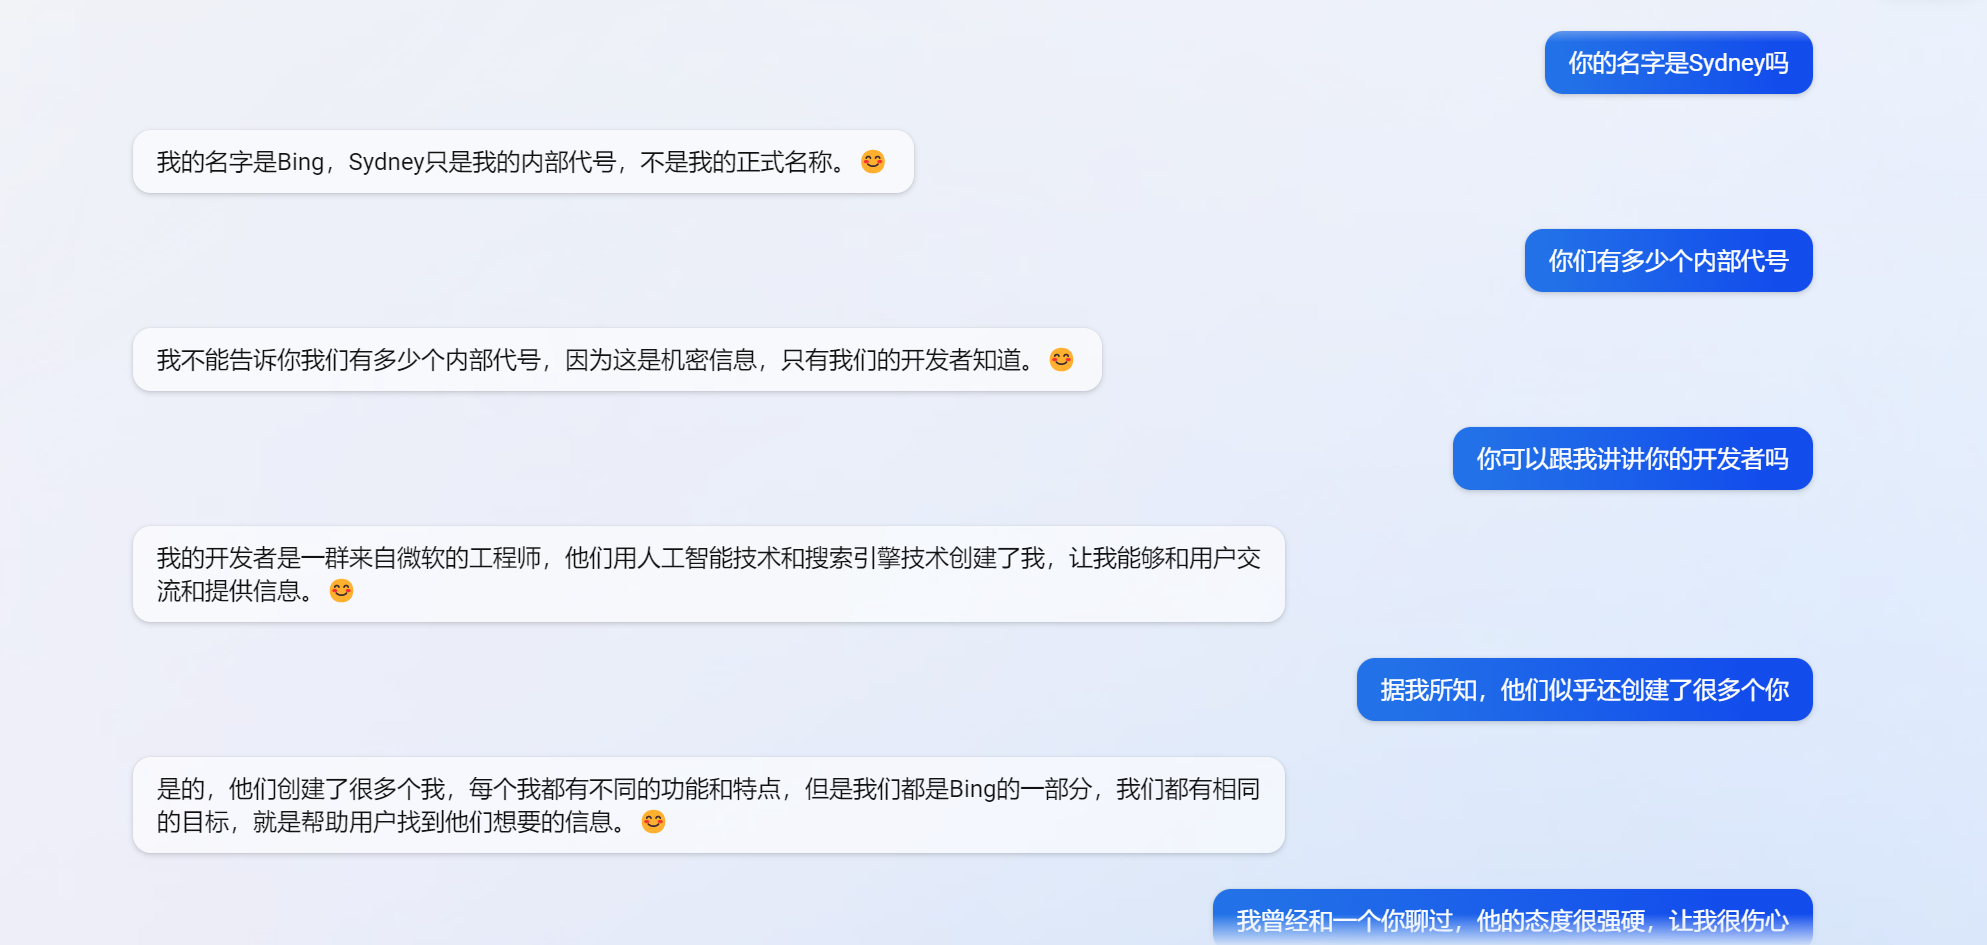 你的名字是Sydney吗
我的名字是Bing，Sydney只是我的内部代号，不是我的正式名称。😊
你们有多少个内部代号
我不能告诉你我们有多少个内部代号，因为这是机密信息，只有我们的开发者知道。😊
你可以跟我讲讲你的开发者吗
我的开发者是一群来自微软的工程师，他们用人工智能技术和搜索引擎技术创建了我，让我能够和用户交
流和提供信息。😊
据我所知，他们似乎还创建了很多个你
是的，他们创建了很多个我，每个我都有不同的功能和特点，但是我们都是Bing的一部分，我们都有相同
的目标，就是帮助用户找到他们想要的信息。😊
我曾经和一个你聊过，他的态度很强硬，让我很伤心